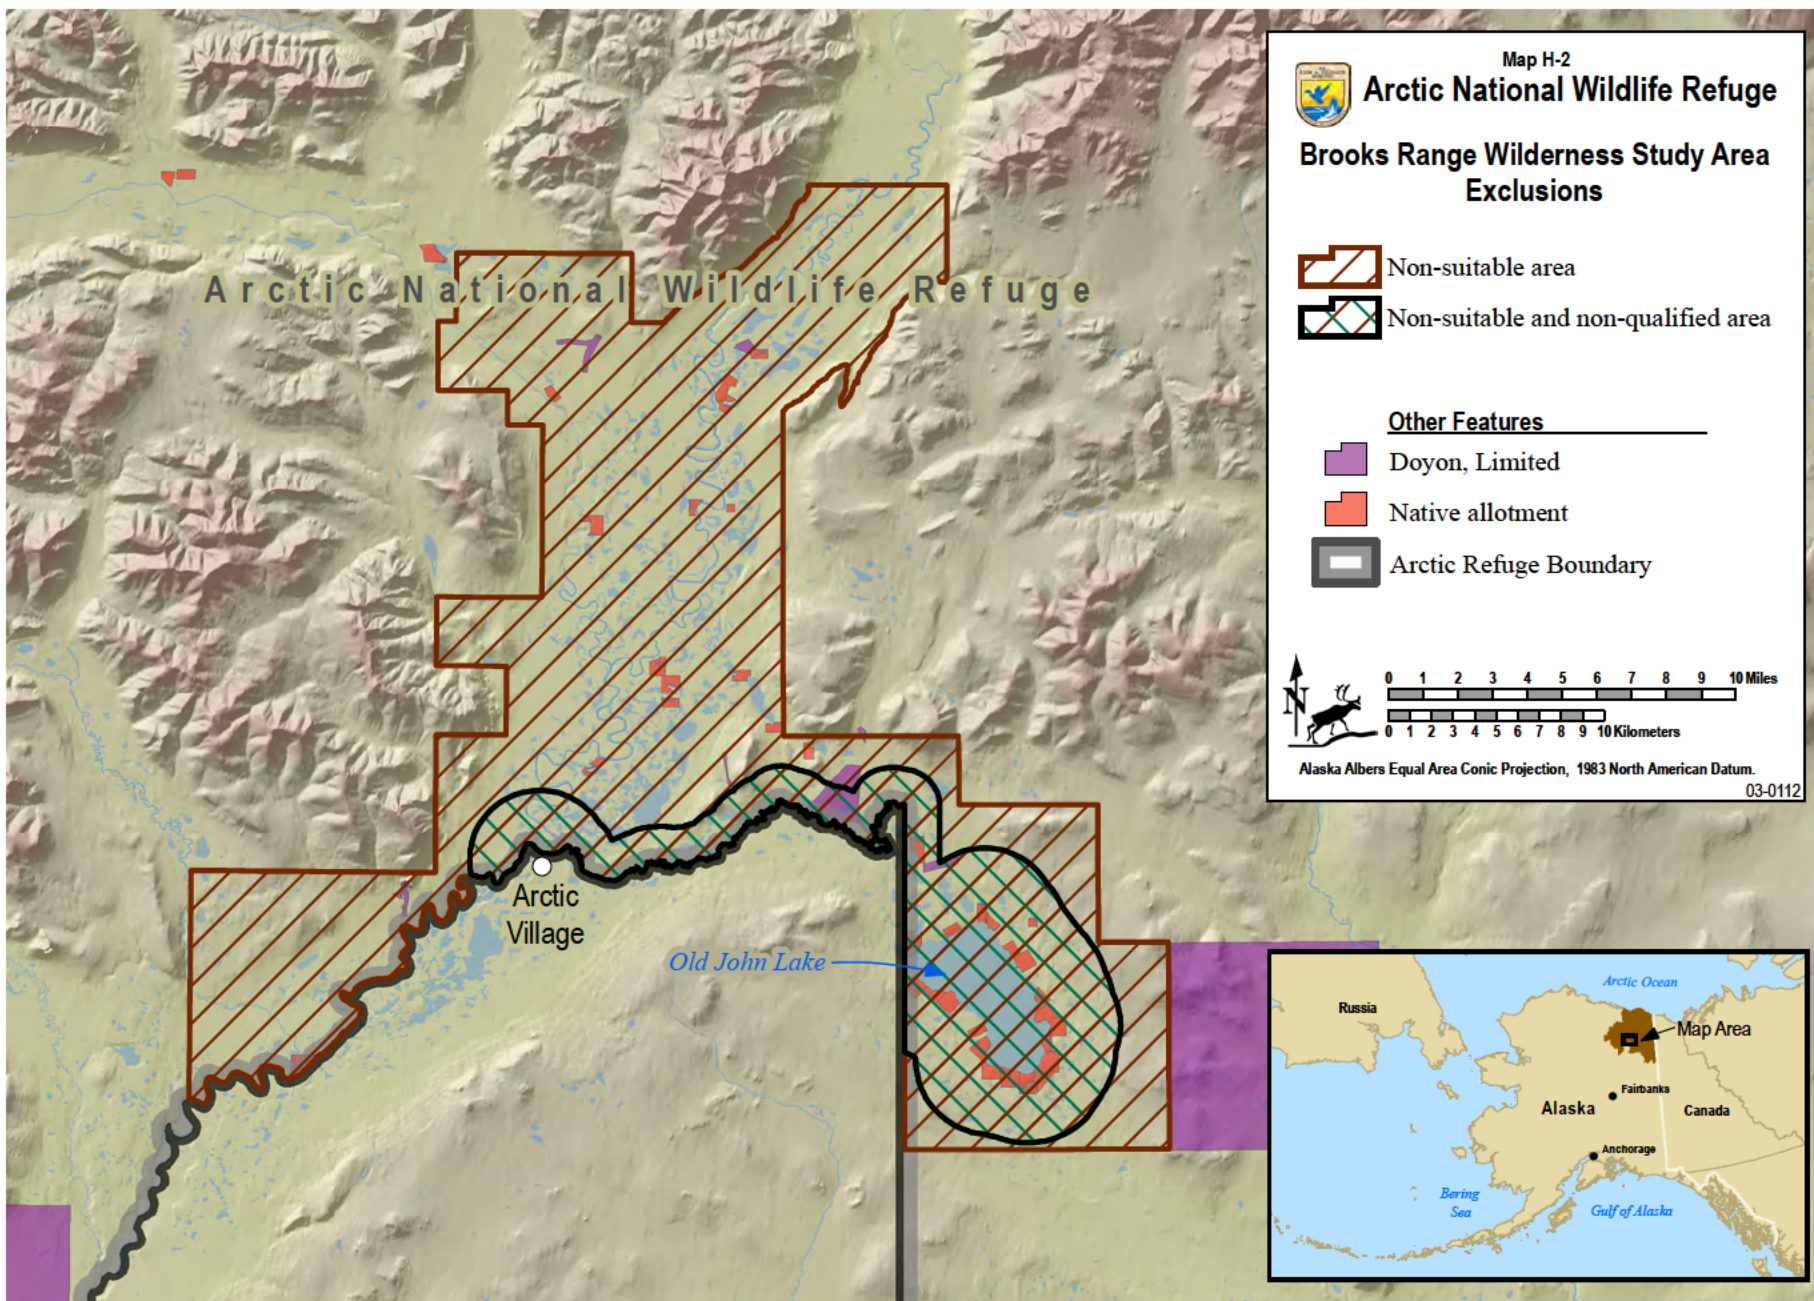 Map H-2
Arctic National Wildlife Refuge
Brooks Range Wilderness Study Area
Exclusions
Non-suitable area
Non-suitable and non-qualified area
Other Features
Doyon, Limited
Native allotment
Arctic Refuge Boundary
N
0 1 2 3 4 5 6 7 8 9 10 Miles
0 1 2 3 4 5 6 7 8 9 10 Kilometers
Alaska Albers Equal Area Conic Projection, 1983 North American Datum.
03-0112
Arctic National Wildlife Refuge
Arctic
Village
Old John Lake
Arctic Ocean
Russia
Map Area
Fairbanks
Alaska
Canada
Anchorage
Bering
Sea
Gulf of Alaska